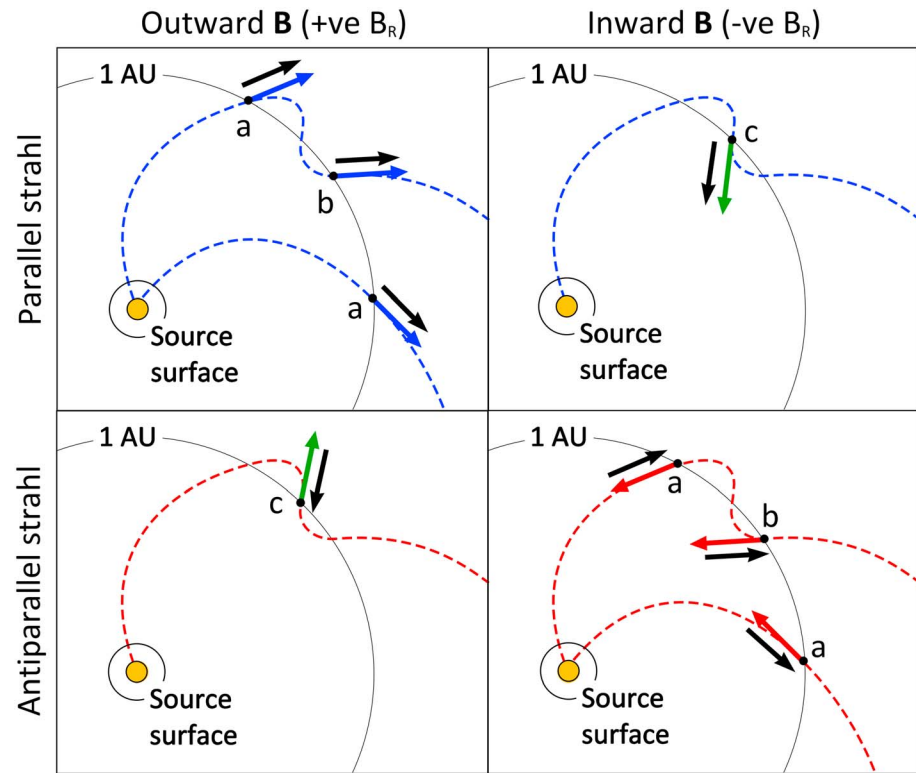 Outward B (+ve B_R)
Inward B (-ve B_R)
Parallel strahl
1 AU
a
b
a
Source
surface
1 AU
c
Source
surface
Antiparallel strahl
1 AU
c
Source
surface
1 AU
a
b
a
Source
surface